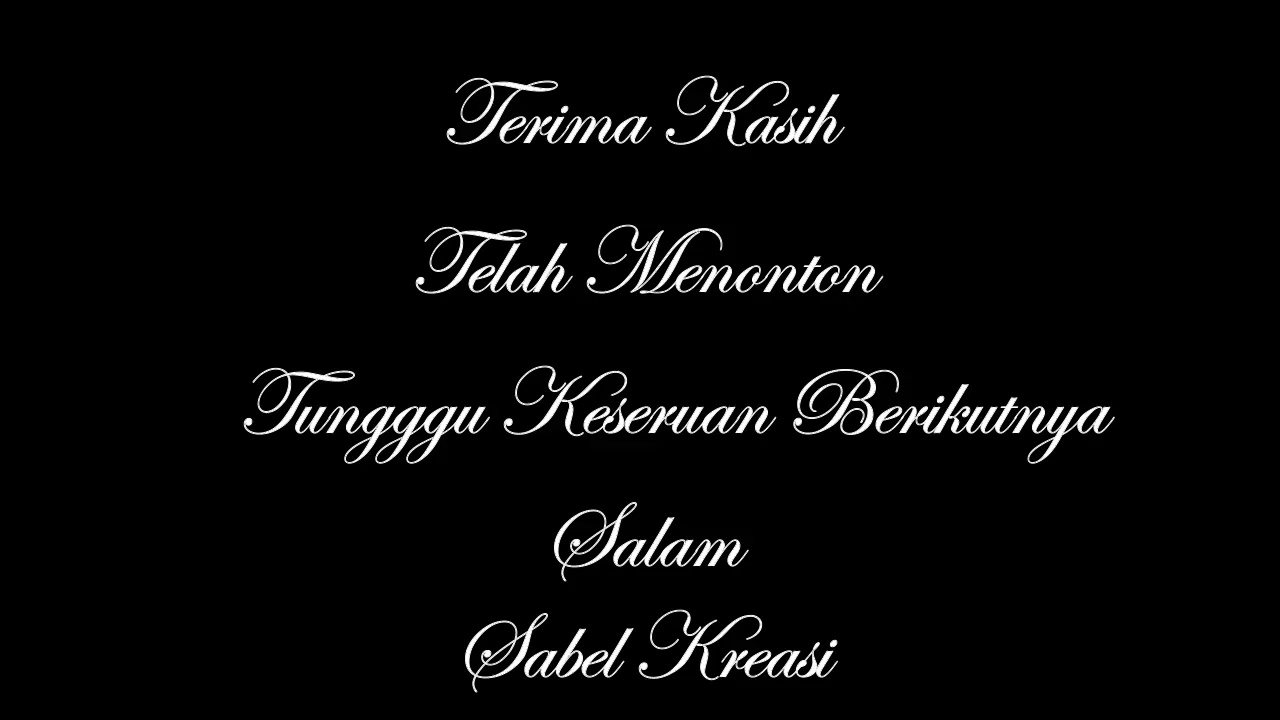 Terima Kasih
Telah Menonton
Tungggu Keseruan Berikutnya
Salam
Sabel Kreasi